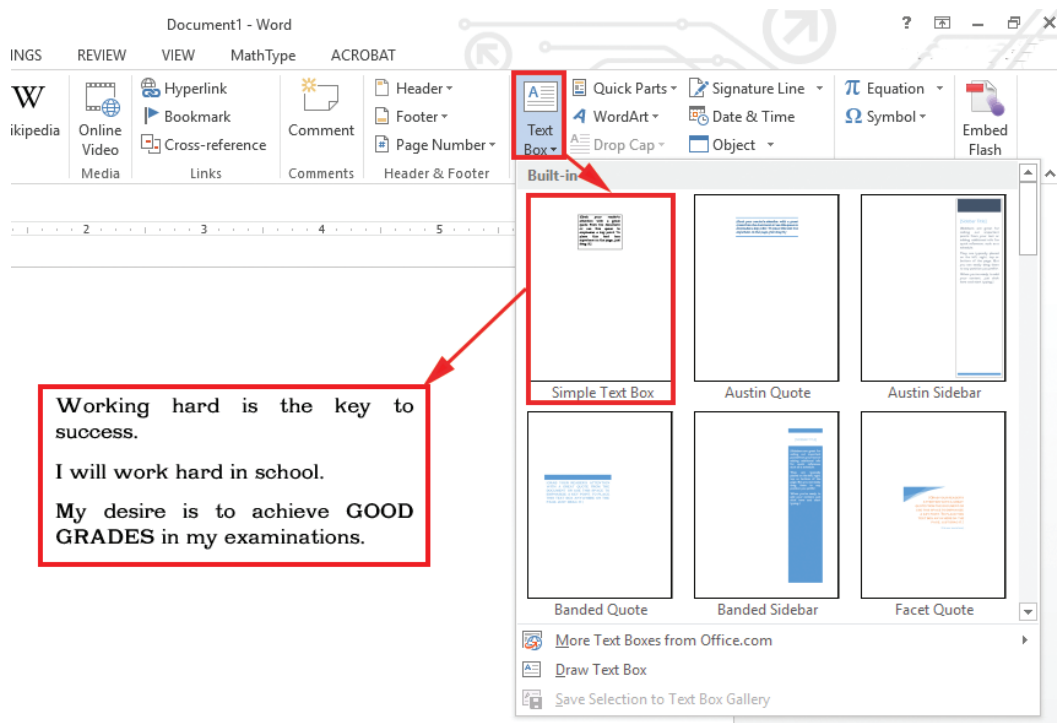 Document1 - Word
?
INGS REVIEW VIEW MathType ACROBAT
W
ikipedia
Online
Video
Media
Hyperlink
Bookmark
Cross-reference
Links
Comment
Comments
Header
Footer
# Page Number
Header & Footer
A
Text
Box
Quick Parts
A WordArt
A Drop Cap
Signature Line
Date & Time
Object
π Equation
Ω Symbol
Embed
Flash
2 3 4 5
Built-in
Simple Text Box
Austin Quote
Austin Sidebar
Banded Quote
Banded Sidebar
Facet Quote
More Text Boxes from Office.com
Draw Text Box
Save Selection to Text Box Gallery
Working hard is the key to
success.
I will work hard in school.
My desire is to achieve GOOD
GRADES in my examinations.